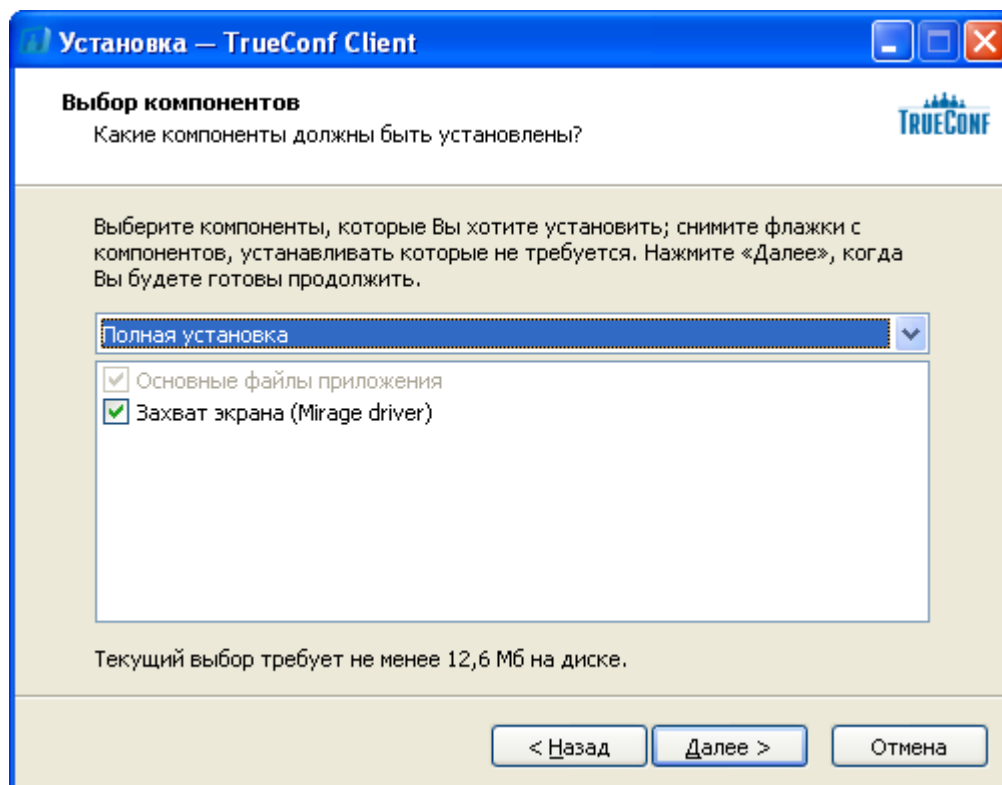 Установка — TrueConf Client
Выбор компонентов
Какие компоненты должны быть установлены?
TRUECONF
Выберите компоненты, которые Вы хотите установить; снимите флажки с
компонентов, устанавливать которые не требуется. Нажмите «Далее», когда
Вы будете готовы продолжить.
Полная установка
Основные файлы приложения
Захват экрана (Mirage driver)
Текущий выбор требует не менее 12,6 Мб на диске.
< Назад Далее > Отмена